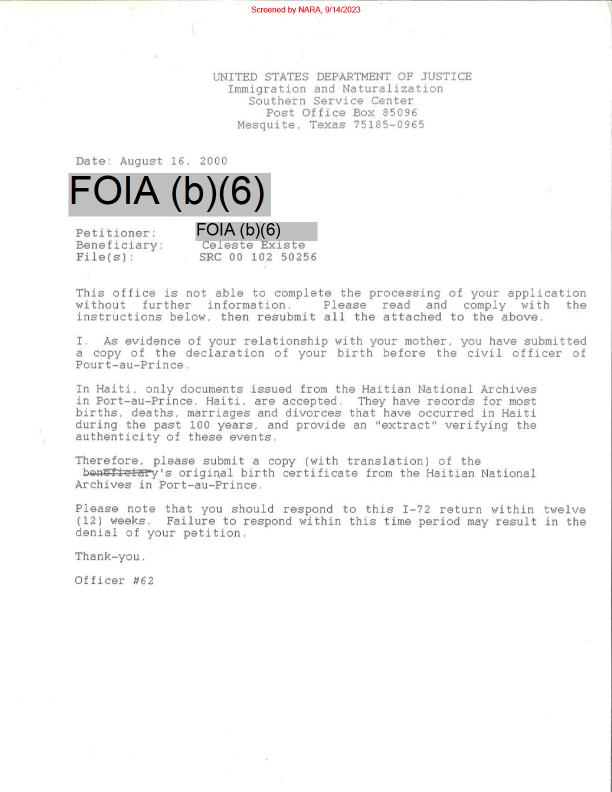 Screened by NARA, 9/14/2023
UNITED STATES DEPARTMENT OF JUSTICE
Immigration and Naturalization
Southern Service Center
Post Office Box 85096
Mesquite, Texas 75185-0965
Date: August 16, 2000
FOIA (b)(6)
Petitioner: FOIA (b)(6)
Beneficiary: Celeste Existe
File(s): SRC 00 102 50256
This office is not able to complete the processing of your application
without further information. Please read and comply with the
instructions below, then resubmit all the attached to the above.
I. As evidence of your relationship with your mother, you have submitted
a copy of the declaration of your birth before the civil officer of
Pourt-au-Prince.
In Haiti, only documents issued from the Haitian National Archives
in Port-au-Prince, Haiti, are accepted. They have records for most
births, deaths, marriages and divorces that have occurred in Haiti
during the past 100 years, and provide an "extract" verifying the
authenticity of these events.
Therefore, please submit a copy (with translation) of the
beneficiary's original birth certificate from the Haitian National
Archives in Port-au-Prince.
Please note that you should respond to this I-72 return within twelve
(12) weeks. Failure to respond within this time period may result in the
denial of your petition.
Thank-you.
Officer #62